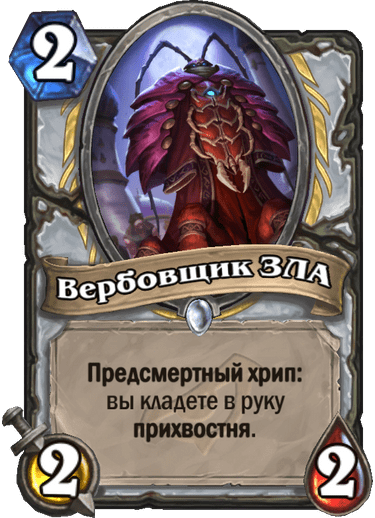 2
Вербовщик ЗЛА
Предсмертный хрип:
вы кладете в руку
прихвостня.
2
2